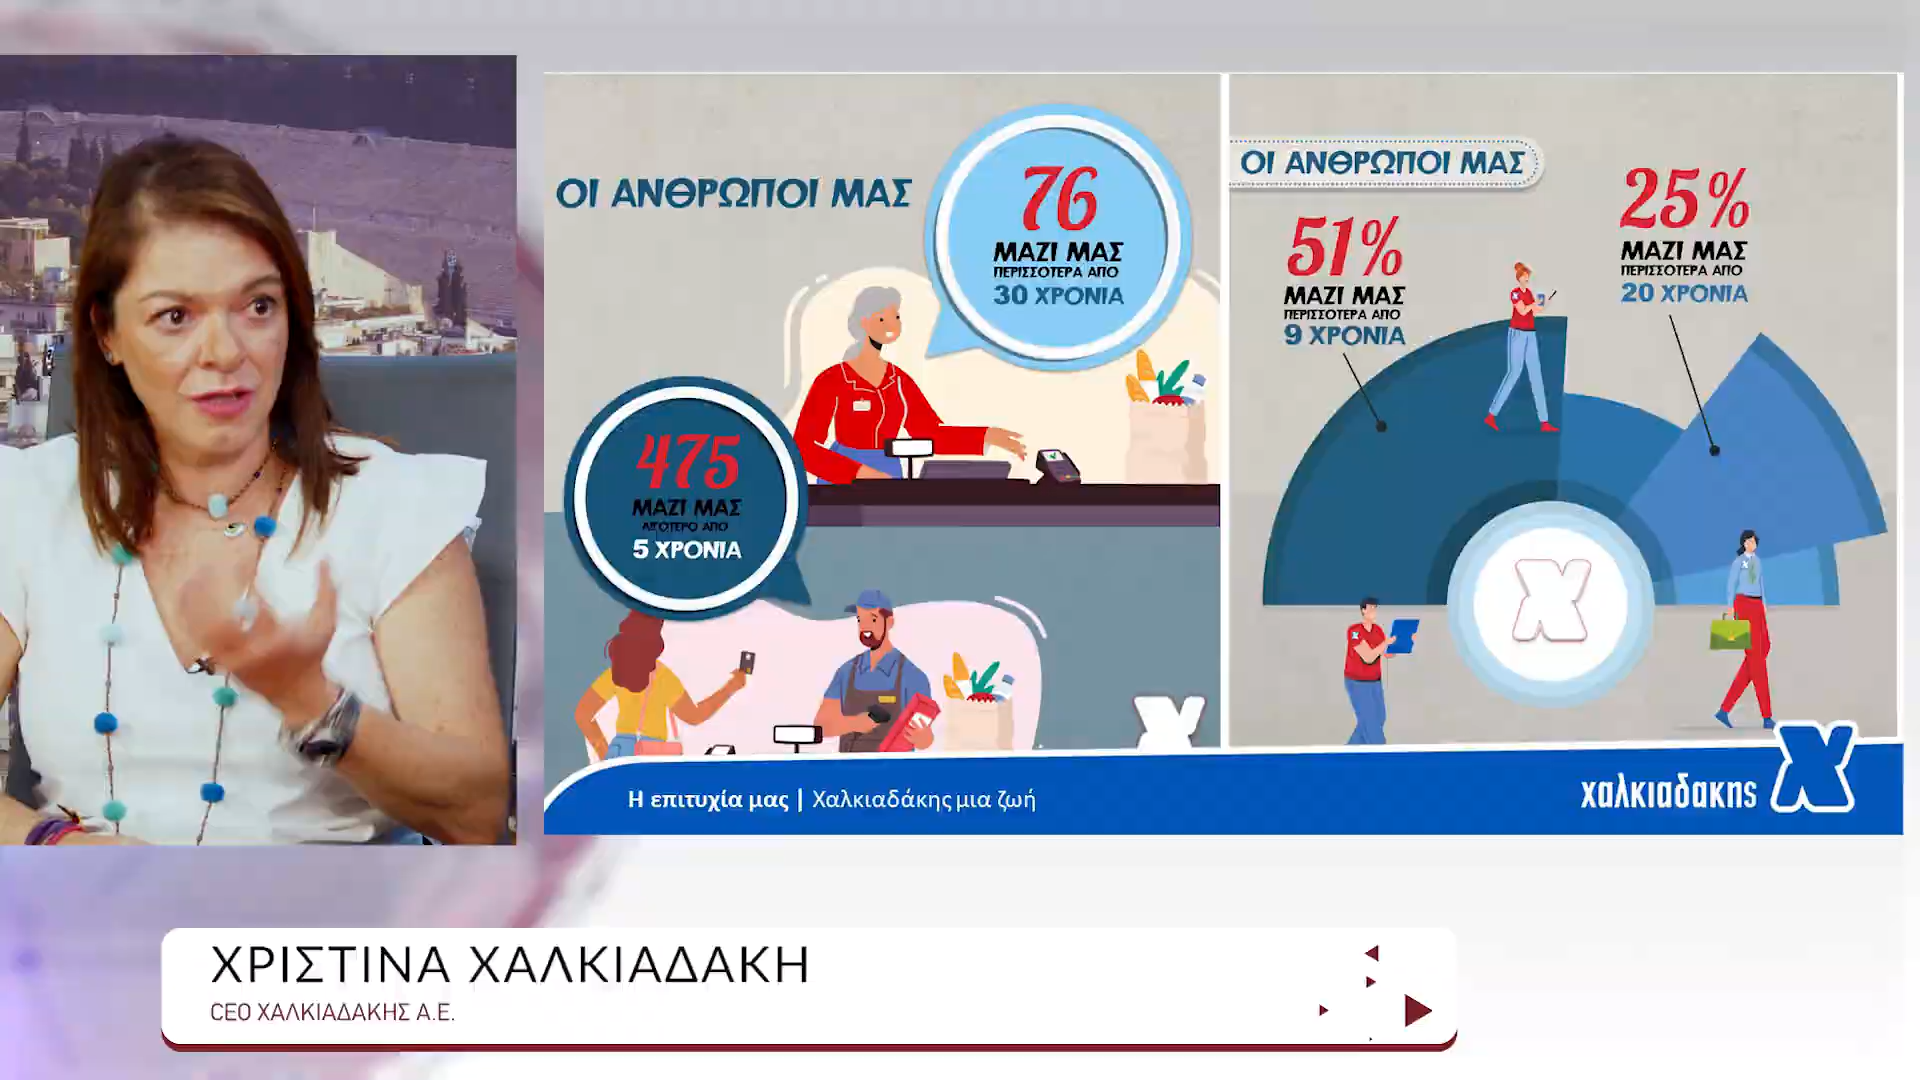 ΟΙ ΑΝΘΡΩΠΟΙ ΜΑΣ
76
ΜΑΖΙ ΜΑΣ
ΠΕΡΙΣΣΟΤΕΡΑ ΑΠΟ
30 ΧΡΟΝΙΑ
475
ΜΑΖΙ ΜΑΣ
ΛΙΓΟΤΕΡΟ ΑΠΟ
5 ΧΡΟΝΙΑ
ΟΙ ΑΝΘΡΩΠΟΙ ΜΑΣ
51%
ΜΑΖΙ ΜΑΣ
ΠΕΡΙΣΣΟΤΕΡΑ ΑΠΟ
9 ΧΡΟΝΙΑ
25%
ΜΑΖΙ ΜΑΣ
ΠΕΡΙΣΣΟΤΕΡΑ ΑΠΟ
20 ΧΡΟΝΙΑ
Η επιτυχία μας | Χαλκιαδάκης μια ζωή
χαλκιαδακης
ΧΡΙΣΤΙΝΑ ΧΑΛΚΙΑΔΑΚΗ
CEO ΧΑΛΚΙΑΔΑΚΗΣ Α.Ε.